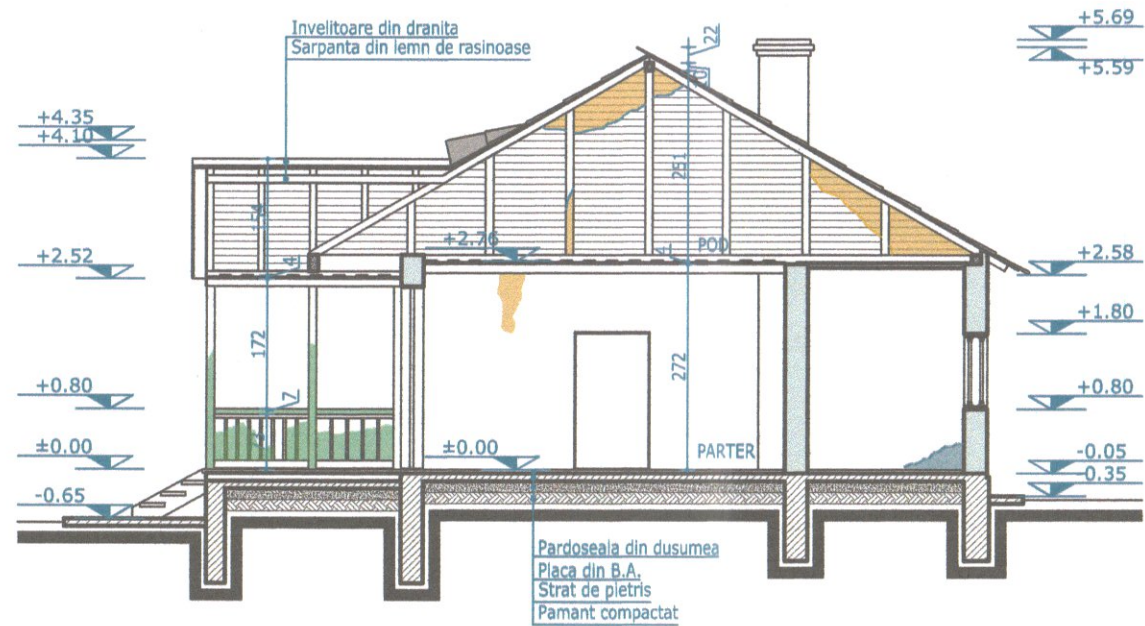 Invelitoare din dranita
Sarpanta din lemn de rasinoase
22
+5.69
+5.59
+4.35
+4.10
251
154
+2.76
POD
4
4
+2.52
+2.58
+1.80
172
272
7
+0.80
+0.80
±0.00
±0.00
PARTER
-0.05
-0.35
-0.65
Pardoseala din dusumea
Placa din B.A.
Strat de pietris
Pamant compactat